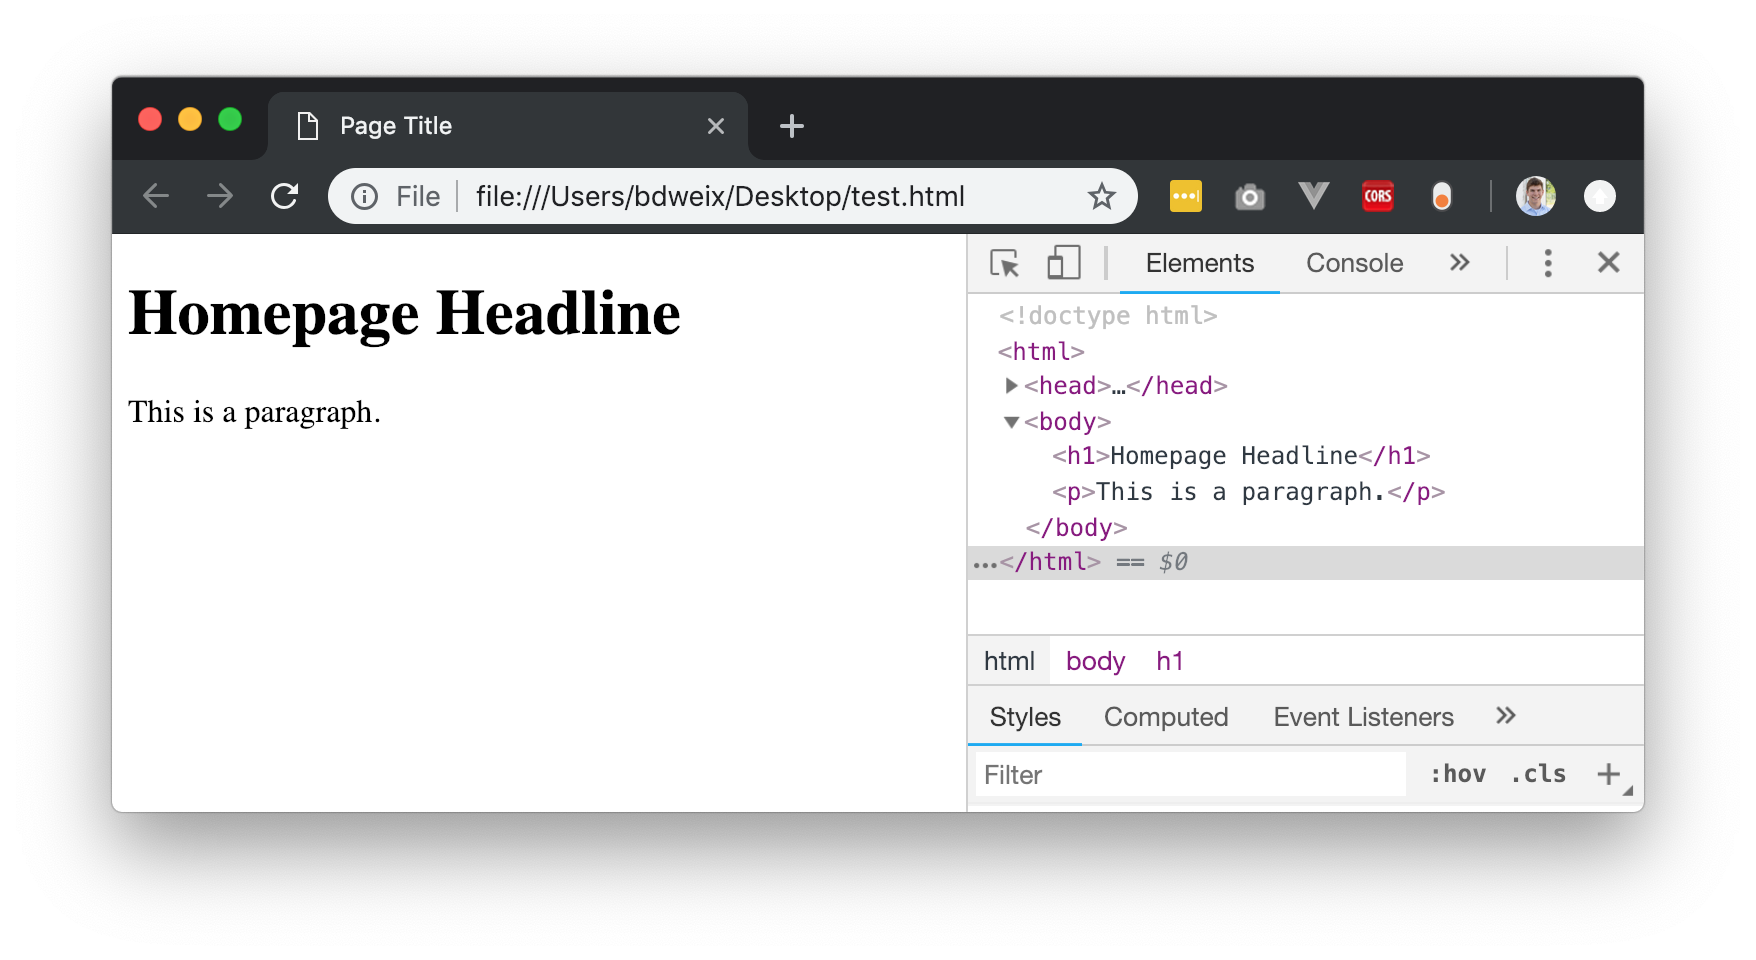 Page Title
File
file:///Users/bdweix/Desktop/test.html
CORS
Homepage Headline
This is a paragraph.
Elements Console »
<!doctype html>
<html>
<head>…</head>
<body>
<h1>Homepage Headline</h1>
<p>This is a paragraph.</p>
</body>
…</html> == $0
html body h1
Styles Computed Event Listeners »
Filter :hov .cls +